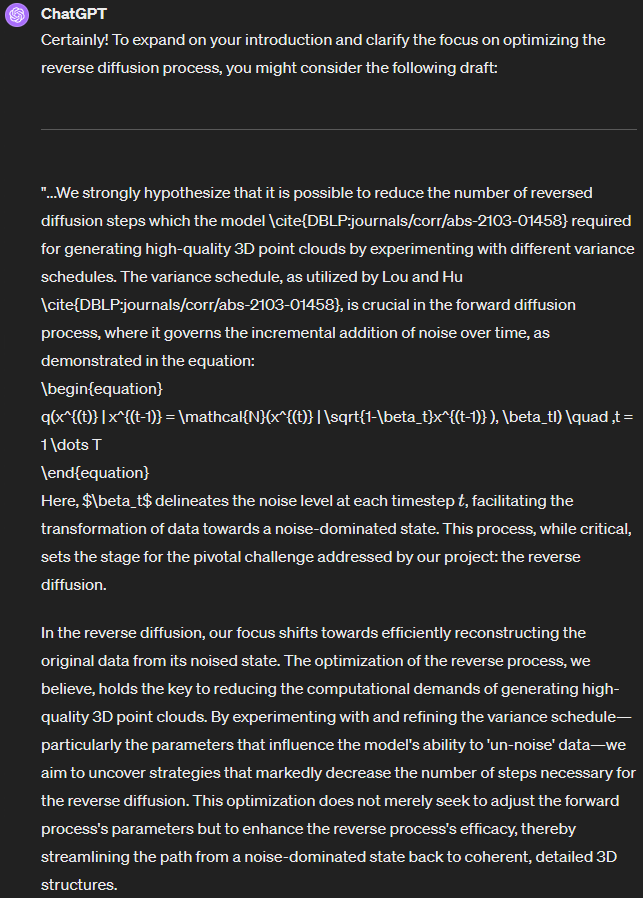 ChatGPT
Certainly! To expand on your introduction and clarify the focus on optimizing the
reverse diffusion process, you might consider the following draft:
"...We strongly hypothesize that it is possible to reduce the number of reversed
diffusion steps which the model \cite{DBLP:journals/corr/abs-2103-01458} required
for generating high-quality 3D point clouds by experimenting with different variance
schedules. The variance schedule, as utilized by Lou and Hu
\cite{DBLP:journals/corr/abs-2103-01458}, is crucial in the forward diffusion
process, where it governs the incremental addition of noise over time, as
demonstrated in the equation:
\begin{equation}
q(x^{(t)} | x^{(t-1)} = \mathcal{N}(x^{(t)} | \sqrt{1-\beta_t}x^{(t-1)} ), \beta_tI) \quad ,t =
1 \dots T
\end{equation}
Here, $\beta_t$ delineates the noise level at each timestep t, facilitating the
transformation of data towards a noise-dominated state. This process, while critical,
sets the stage for the pivotal challenge addressed by our project: the reverse
diffusion.
In the reverse diffusion, our focus shifts towards efficiently reconstructing the
original data from its noised state. The optimization of the reverse process, we
believe, holds the key to reducing the computational demands of generating high-
quality 3D point clouds. By experimenting with and refining the variance schedule—
particularly the parameters that influence the model's ability to 'un-noise' data—we
aim to uncover strategies that markedly decrease the number of steps necessary for
the reverse diffusion. This optimization does not merely seek to adjust the forward
process's parameters but to enhance the reverse process's efficacy, thereby
streamlining the path from a noise-dominated state back to coherent, detailed 3D
structures.